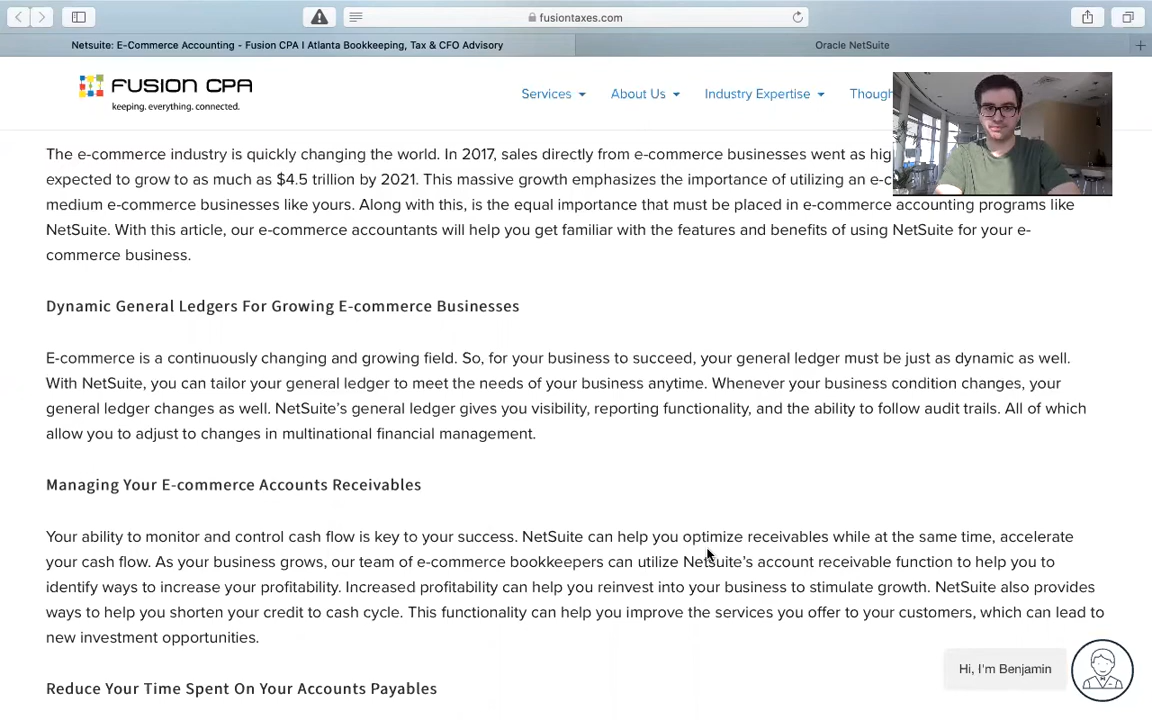 fusiontaxes.com
Netsuite: E-Commerce Accounting - Fusion CPA I Atlanta Bookkeeping, Tax & CFO Advisory
Oracle NetSuite
FUSION CPA
keeping. everything. connected.
Services
About Us
Industry Expertise
The e-commerce industry is quickly changing the world. In 2017, sales directly from e-commerce businesses went as
expected to grow to as much as $4.5 trillion by 2021. This massive growth emphasizes the importance of utilizing an
medium e-commerce businesses like yours. Along with this, is the equal importance that must be placed in e-commerce accounting programs like
NetSuite. With this article, our e-commerce accountants will help you get familiar with the features and benefits of using NetSuite for your e-
commerce business.
Dynamic General Ledgers For Growing E-commerce Businesses
E-commerce is a continuously changing and growing field. So, for your business to succeed, your general ledger must be just as dynamic as well.
With NetSuite, you can tailor your general ledger to meet the needs of your business anytime. Whenever your business condition changes, your
general ledger changes as well. NetSuite's general ledger gives you visibility, reporting functionality, and the ability to follow audit trails. All of which
allow you to adjust to changes in multinational financial management.
Managing Your E-commerce Accounts Receivables
Your ability to monitor and control cash flow is key to your success. NetSuite can help you optimize receivables while at the same time, accelerate
your cash flow. As your business grows, our team of e-commerce bookkeepers can utilize Netsuite's account receivable function to help you to
identify ways to increase your profitability. Increased profitability can help you reinvest into your business to stimulate growth. NetSuite also provides
ways to help you shorten your credit to cash cycle. This functionality can help you improve the services you offer to your customers, which can lead to
new investment opportunities.
Hi, I'm Benjamin
Reduce Your Time Spent On Your Accounts Payables